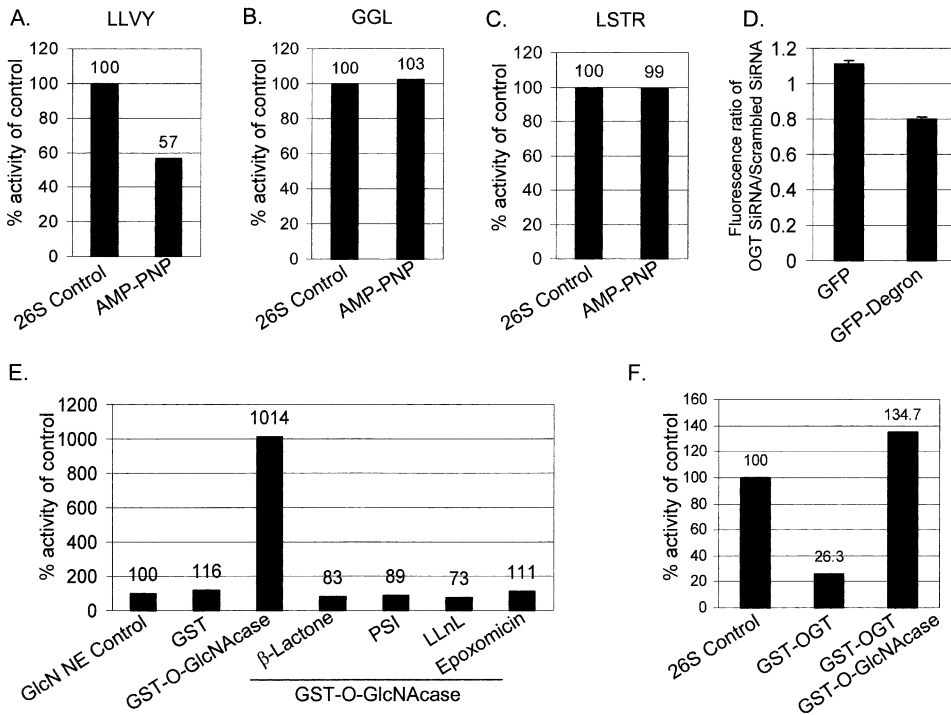 A.
LLVY
% activity of control
120
100
80
60
40
20
0
100
57
26S Control
AMP-PNP
B.
GGL
% activity of control
120
100
80
60
40
20
0
100
103
26S Control
AMP-PNP
C.
LSTR
% activity of control
120
100
80
60
40
20
0
100
99
26S Control
AMP-PNP
D.
Fluorescence ratio of
OGT SiRNA/Scrambled SiRNA
1.2
1
0.8
0.6
0.4
0.2
0
GFP
GFP-Degron
E.
% activity of control
1200
1000
800
600
400
200
0
100
116
1014
83
89
73
111
GlcN NE Control
GST
GST-O-GlcNAcase
β-Lactone
PSI
LLnL
Epoxomicin
GST-O-GlcNAcase
F.
% activity of control
160
140
120
100
80
60
40
20
0
100
26.3
134.7
26S Control
GST-OGT
GST-OGT
GST-O-GlcNAcase